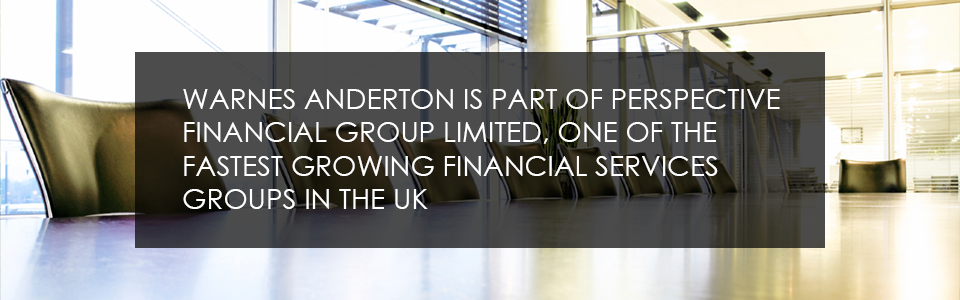 WARNES ANDERTON IS PART OF PERSPECTIVE
FINANCIAL GROUP LIMITED, ONE OF THE
FASTEST GROWING FINANCIAL SERVICES
GROUPS IN THE UK